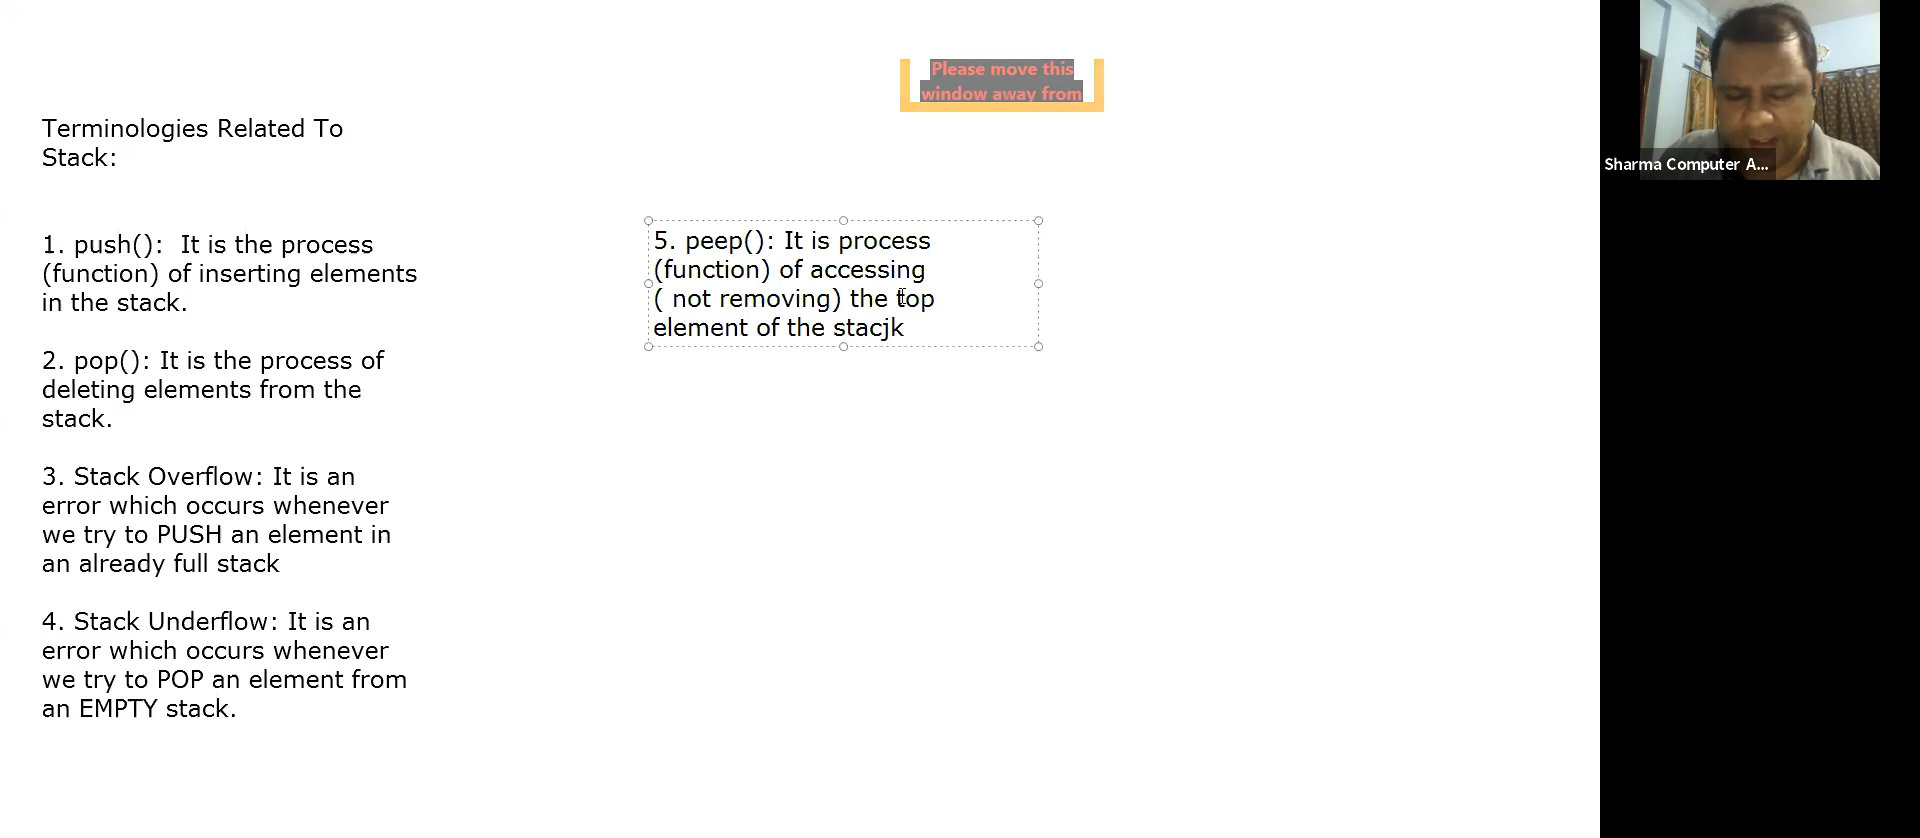 Please move this
window away from
Terminologies Related To
Stack:
1. push():  It is the process
(function) of inserting elements
in the stack.
2. pop(): It is the process of
deleting elements from the
stack.
3. Stack Overflow: It is an
error which occurs whenever
we try to PUSH an element in
an already full stack
4. Stack Underflow: It is an
error which occurs whenever
we try to POP an element from
an EMPTY stack.
5. peep(): It is process
(function) of accessing
( not removing) the top
element of the stacjk
Sharma Computer A...